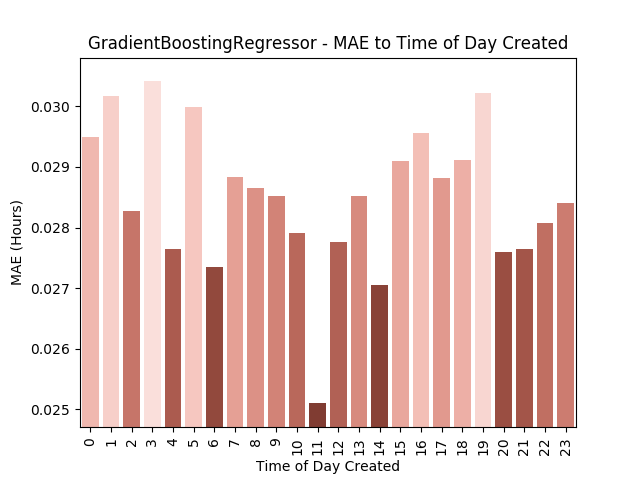 GradientBoostingRegressor - MAE to Time of Day Created
0.030
0.029
0.028
0.027
0.026
0.025
MAE (Hours)
0 1 2 3 4 5 6 7 8 9 10 11 12 13 14 15 16 17 18 19 20 21 22 23
Time of Day Created